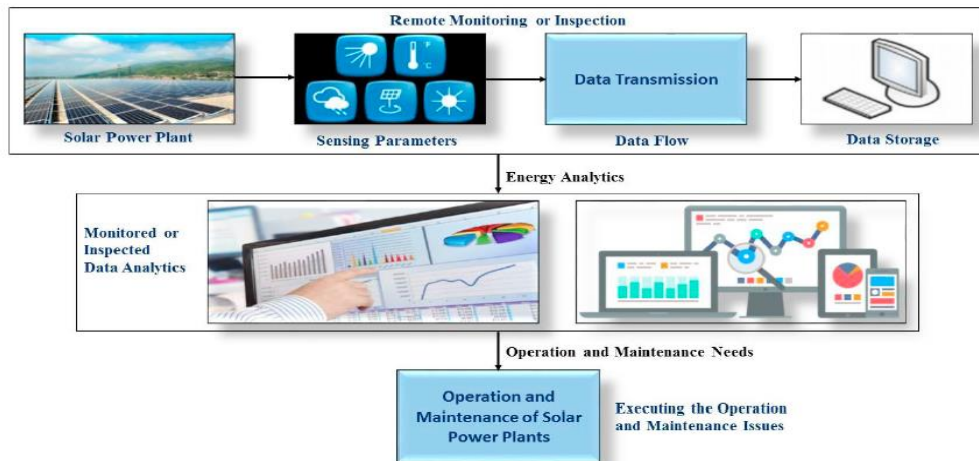 Remote Monitoring or Inspection
Solar Power Plant
°F
°C
Sensing Parameters
Data Transmission
Data Flow
Data Storage
Energy Analytics
Monitored or
Inspected
Data Analytics
Operation and Maintenance Needs
Operation and
Maintenance of Solar
Power Plants
Executing the Operation
and Maintenance Issues